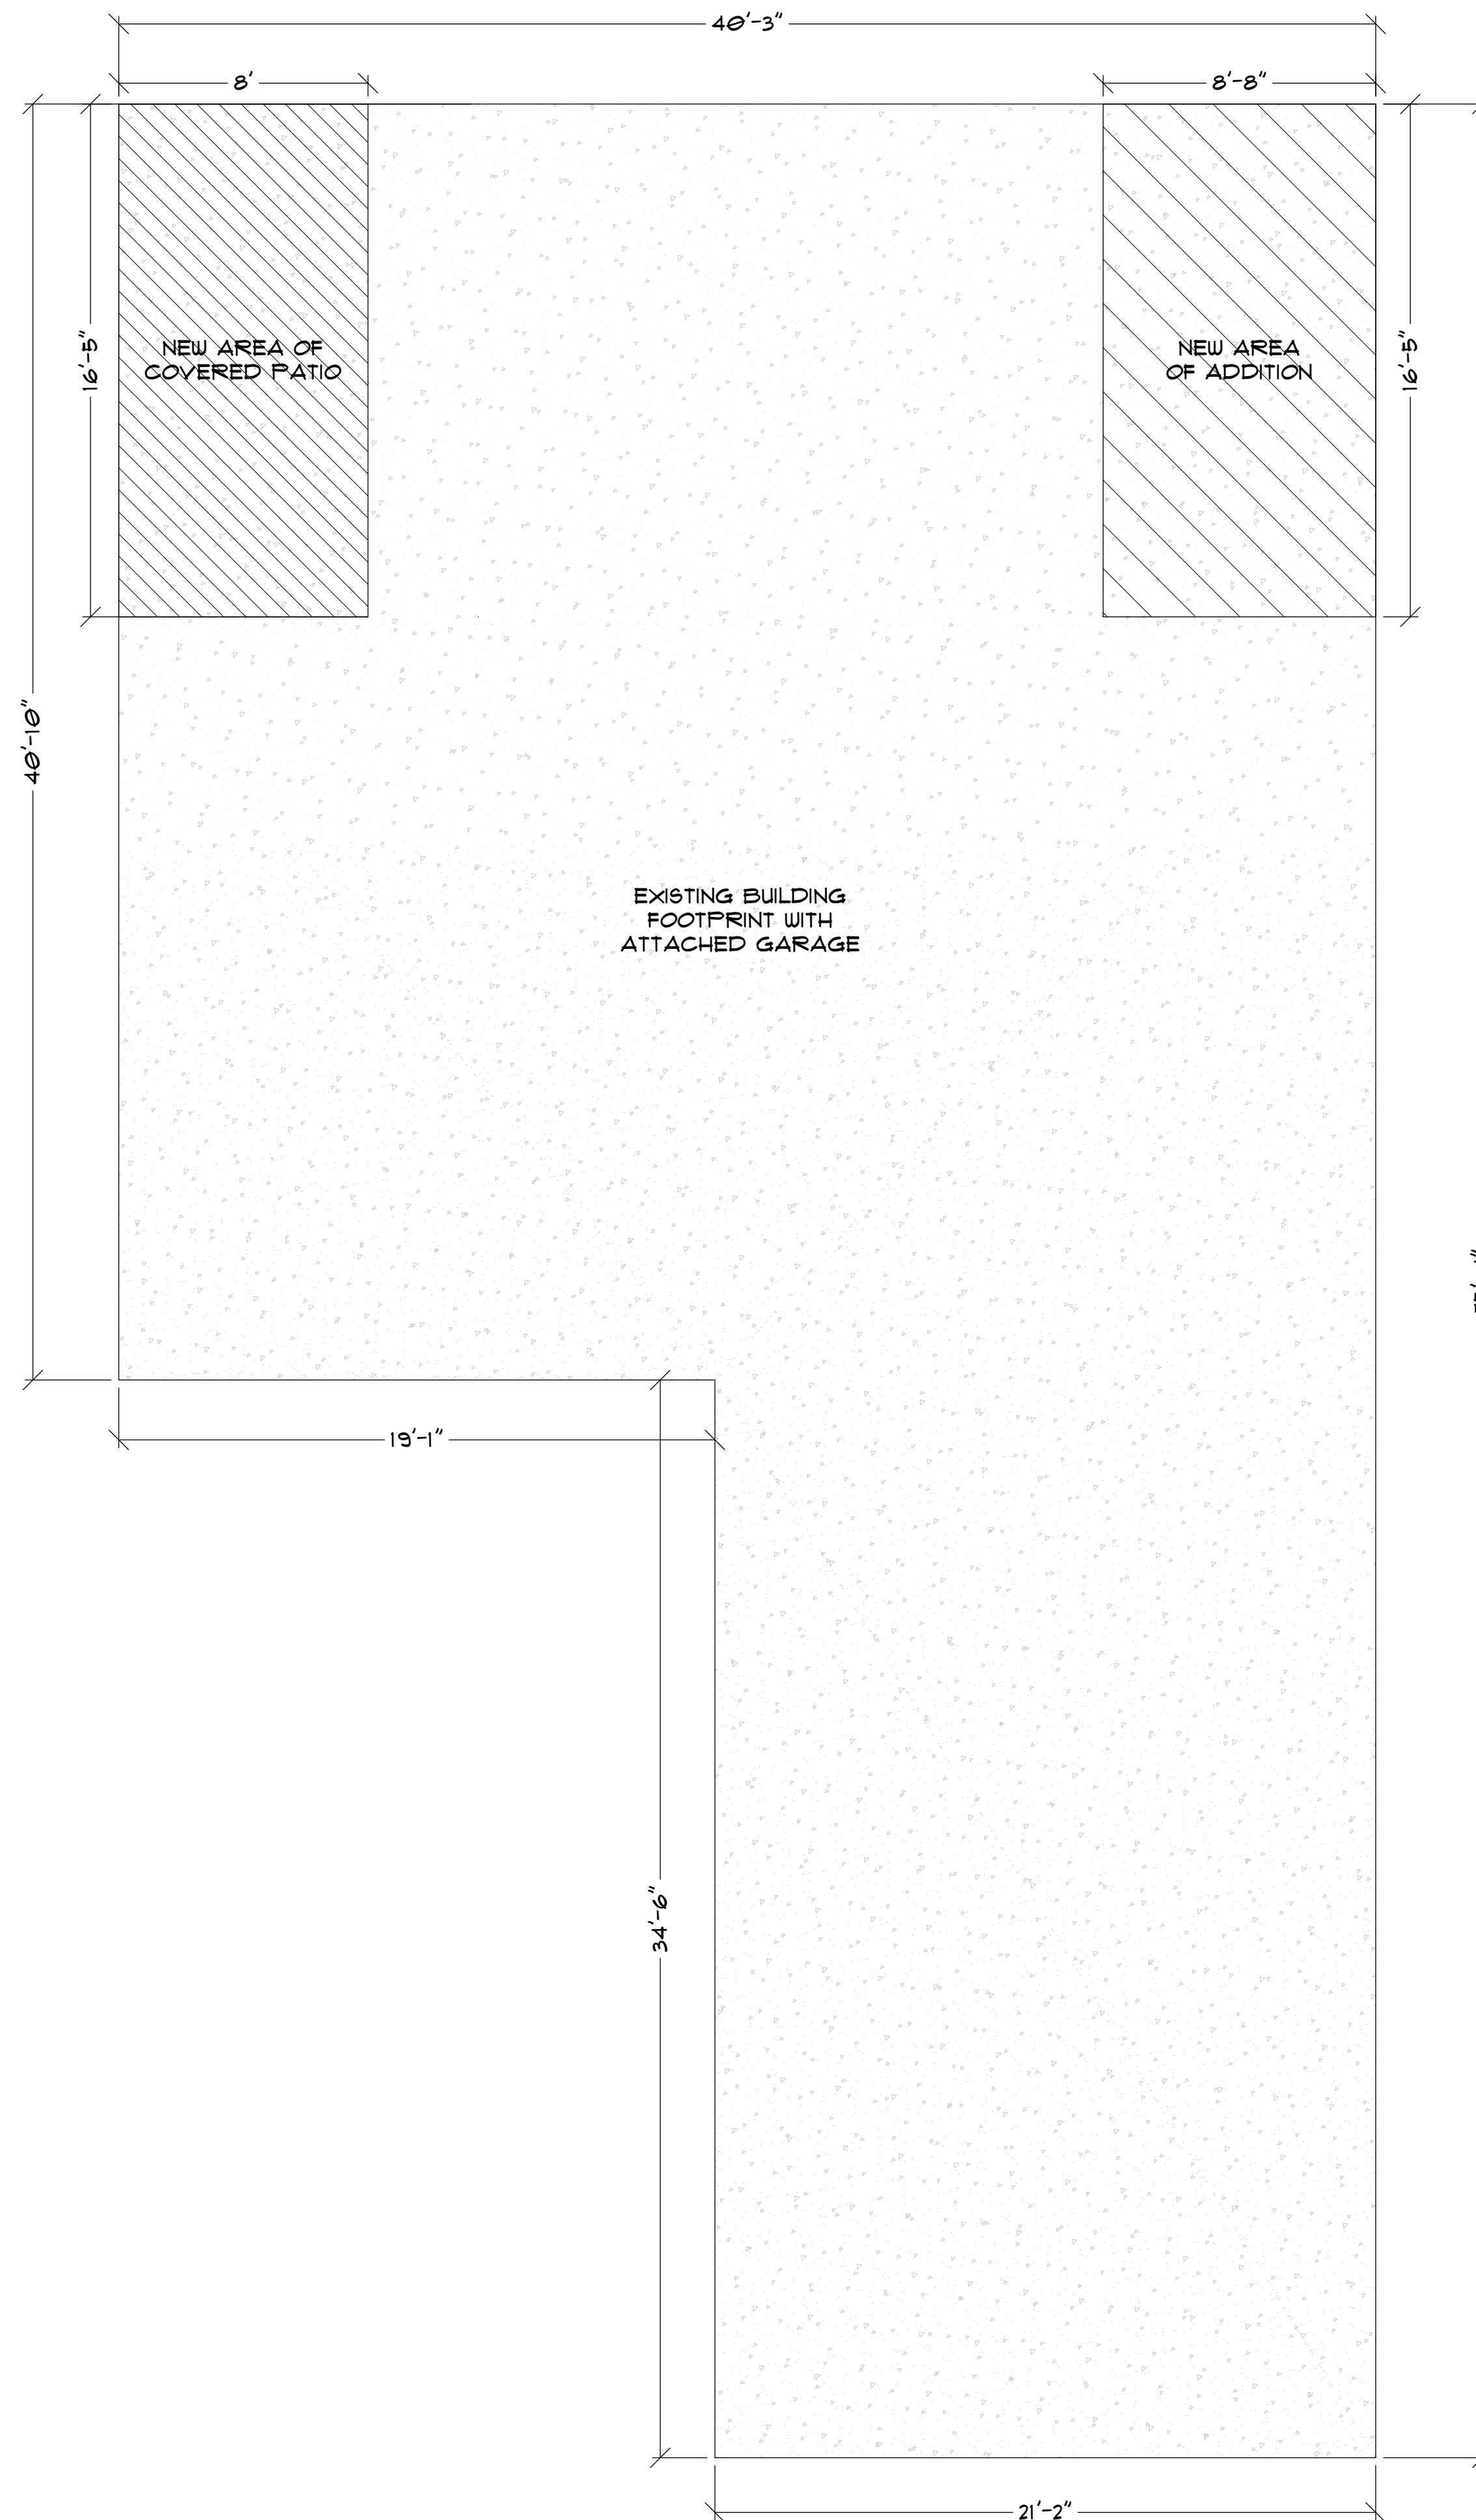 40'-3"
8'
8'-8"
16'-5"
NEW AREA OF
COVERED PATIO
NEW AREA
OF ADDITION
16'-5"
40'-10"
EXISTING BUILDING
FOOTPRINT WITH
ATTACHED GARAGE
19'-1"
34'-6"
21'-2"